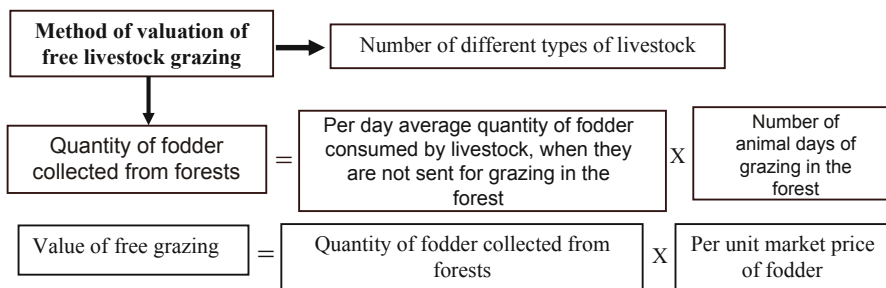 Method of valuation of
free livestock grazing
Number of different types of livestock
Quantity of fodder
collected from forests
=
Per day average quantity of fodder
consumed by livestock, when they
are not sent for grazing in the
forest
X
Number of
animal days of
grazing in the
forest
Value of free grazing
=
Quantity of fodder collected from
forests
X
Per unit market price
of fodder